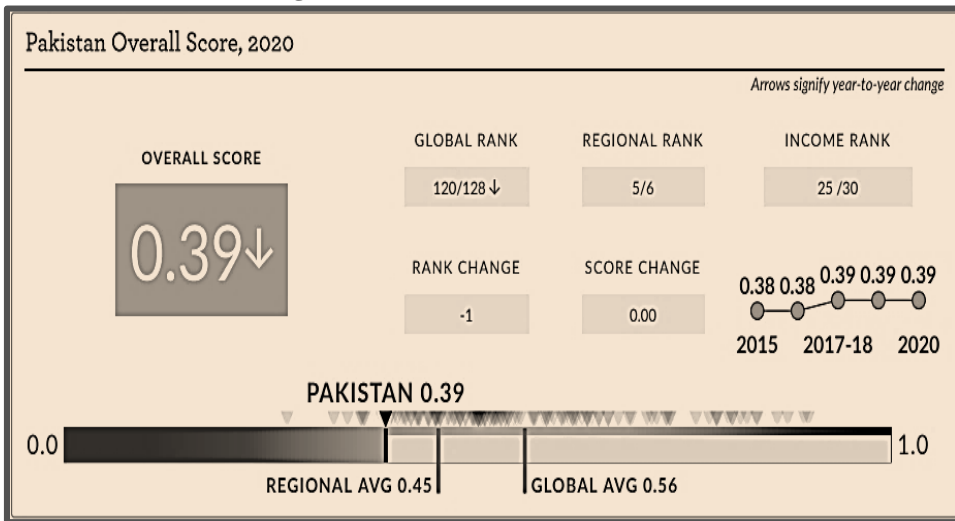 Pakistan Overall Score, 2020
Arrows signify year-to-year change
OVERALL SCORE
0.39↓
GLOBAL RANK
120/128 ↓
REGIONAL RANK
5/6
INCOME RANK
25 /30
RANK CHANGE
-1
SCORE CHANGE
0.00
0.38 0.38 0.39 0.39 0.39
2015 2017-18 2020
PAKISTAN 0.39
0.0
1.0
REGIONAL AVG 0.45
GLOBAL AVG 0.56